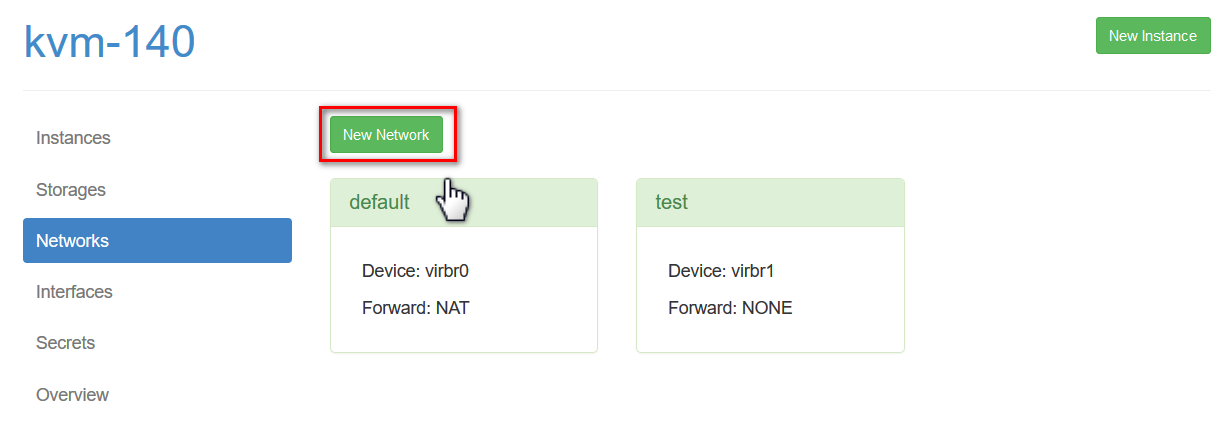 kvm-140
New Instance
Instances
Storages
Networks
Interfaces
Secrets
Overview
New Network
default
Device: virbr0
Forward: NAT
test
Device: virbr1
Forward: NONE